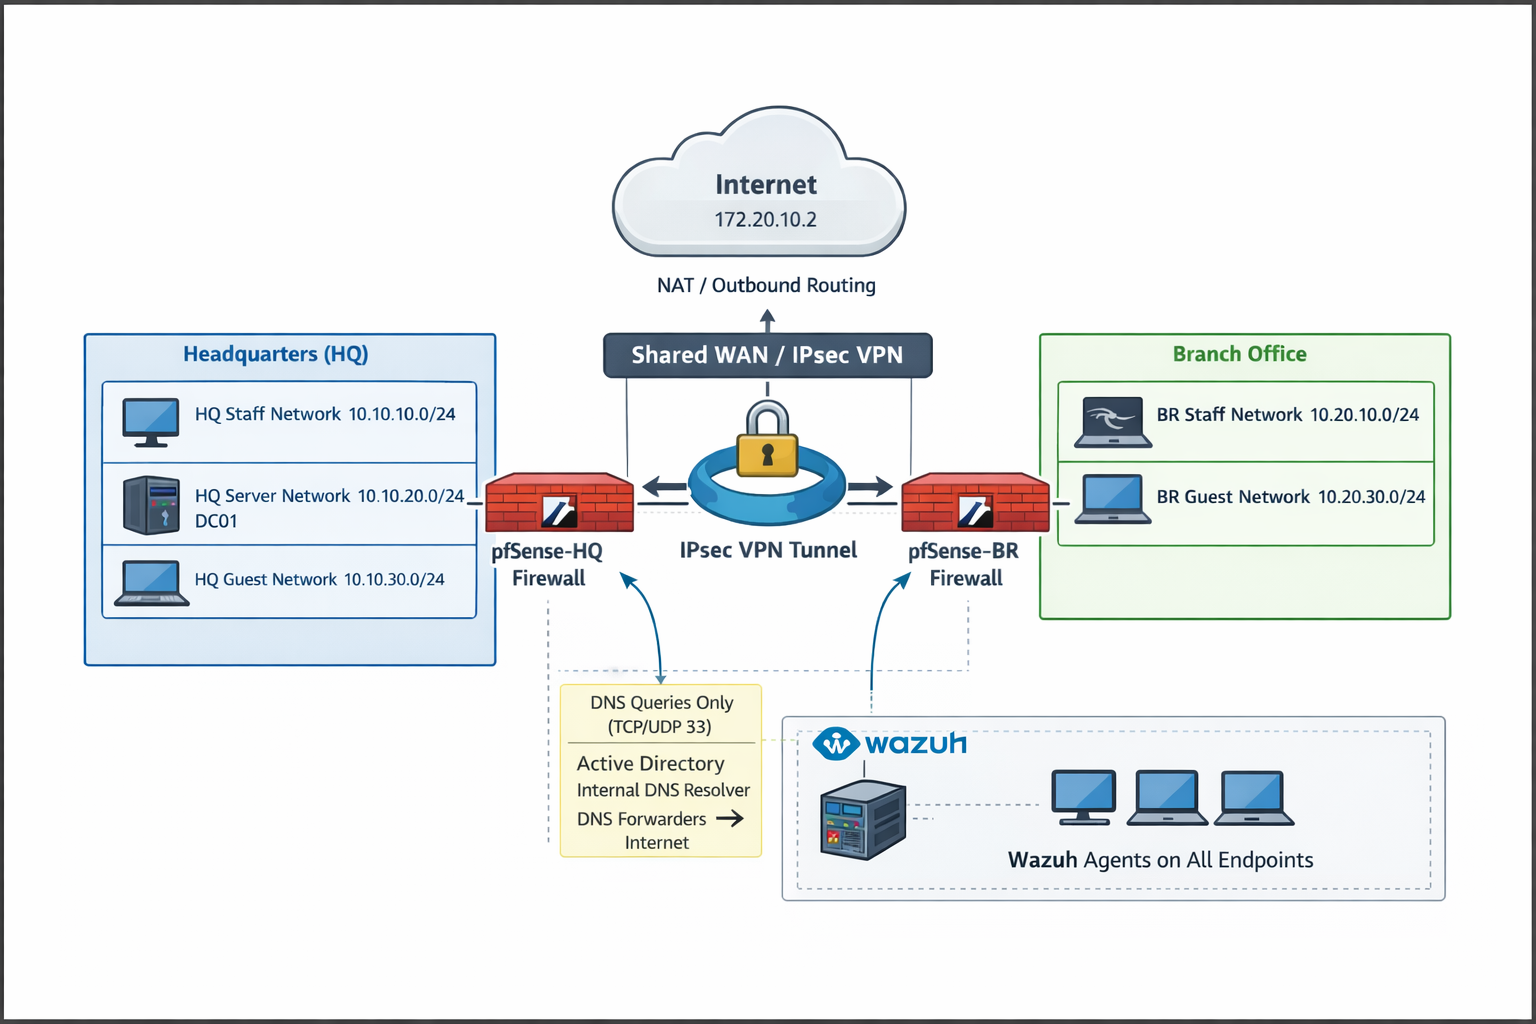 Internet
172.20.10.2
NAT / Outbound Routing
Shared WAN / IPsec VPN
Headquarters (HQ)
HQ Staff Network 10.10.10.0/24
HQ Server Network 10.10.20.0/24
DC01
HQ Guest Network 10.10.30.0/24
pfSense-HQ
Firewall
IPsec VPN Tunnel
pfSense-BR
Firewall
Branch Office
BR Staff Network 10.20.10.0/24
BR Guest Network 10.20.30.0/24
DNS Queries Only
(TCP/UDP 33)
Active Directory
Internal DNS Resolver
DNS Forwarders →
Internet
wazuh
Wazuh Agents on All Endpoints